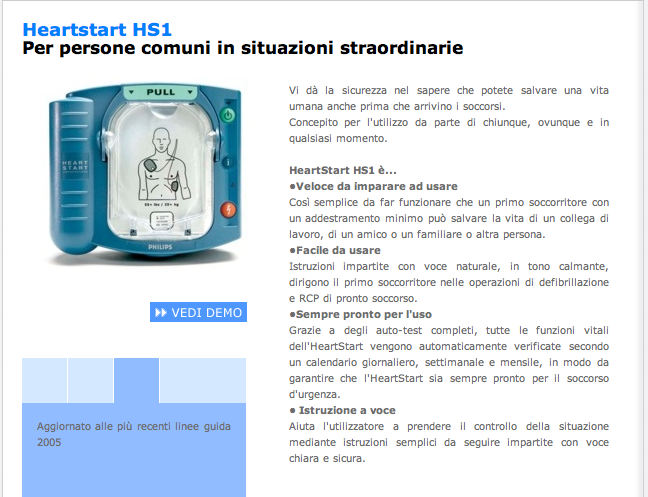 Heartstart HS1
Per persone comuni in situazioni straordinarie
PULL
HEART
START
PHILIPS
Vi dà la sicurezza nel sapere che potete salvare una vita
umana anche prima che arrivino i soccorsi.
Concepito per l'utilizzo da parte di chiunque, ovunque e in
qualsiasi momento.
HeartStart HS1 è...
●Veloce da imparare ad usare
Così semplice da far funzionare che un primo soccorritore con
un addestramento minimo può salvare la vita di un collega di
lavoro, di un amico o un familiare o altra persona.
●Facile da usare
Istruzioni impartite con voce naturale, in tono calmante,
dirigono il primo soccorritore nelle operazioni di defibrillazione
e RCP di pronto soccorso.
●Sempre pronto per l'uso
Grazie a degli auto-test completi, tutte le funzioni vitali
dell'HeartStart vengono automaticamente verificate secondo
un calendario giornaliero, settimanale e mensile, in modo da
garantire che l'HeartStart sia sempre pronto per il soccorso
d'urgenza.
● Istruzione a voce
Aiuta l'utilizzatore a prendere il controllo della situazione
mediante istruzioni semplici da seguire impartite con voce
chiara e sicura.
VEDI DEMO
Aggiornato alle più recenti linee guida
2005